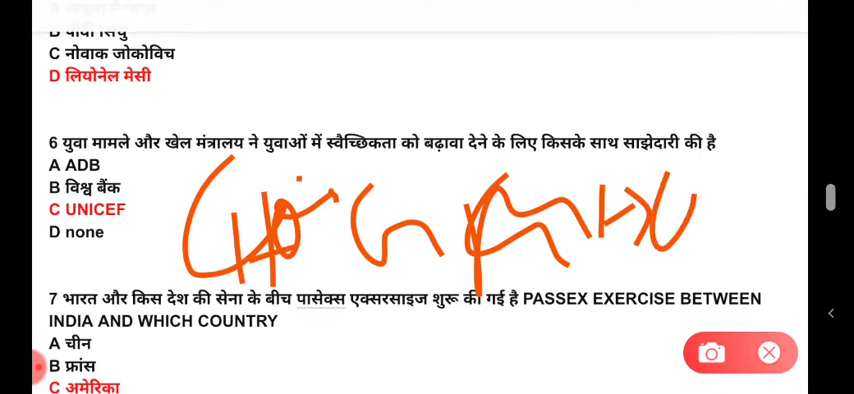 B पीवी सिंधु
C नोवाक जोकोविच
D लियोनेल मेसी
6 युवा मामले और खेल मंत्रालय ने युवाओं में स्वैच्छिकता को बढ़ावा देने के लिए किसके साथ साझेदारी की है
A ADB
B विश्व बैंक
C UNICEF
D none
7 भारत और किस देश की सेना के बीच पासेक्स एक्सरसाइज शुरू की गई है PASSEX EXERCISE BETWEEN
INDIA AND WHICH COUNTRY
A चीन
B फ्रांस
C अमेरिका